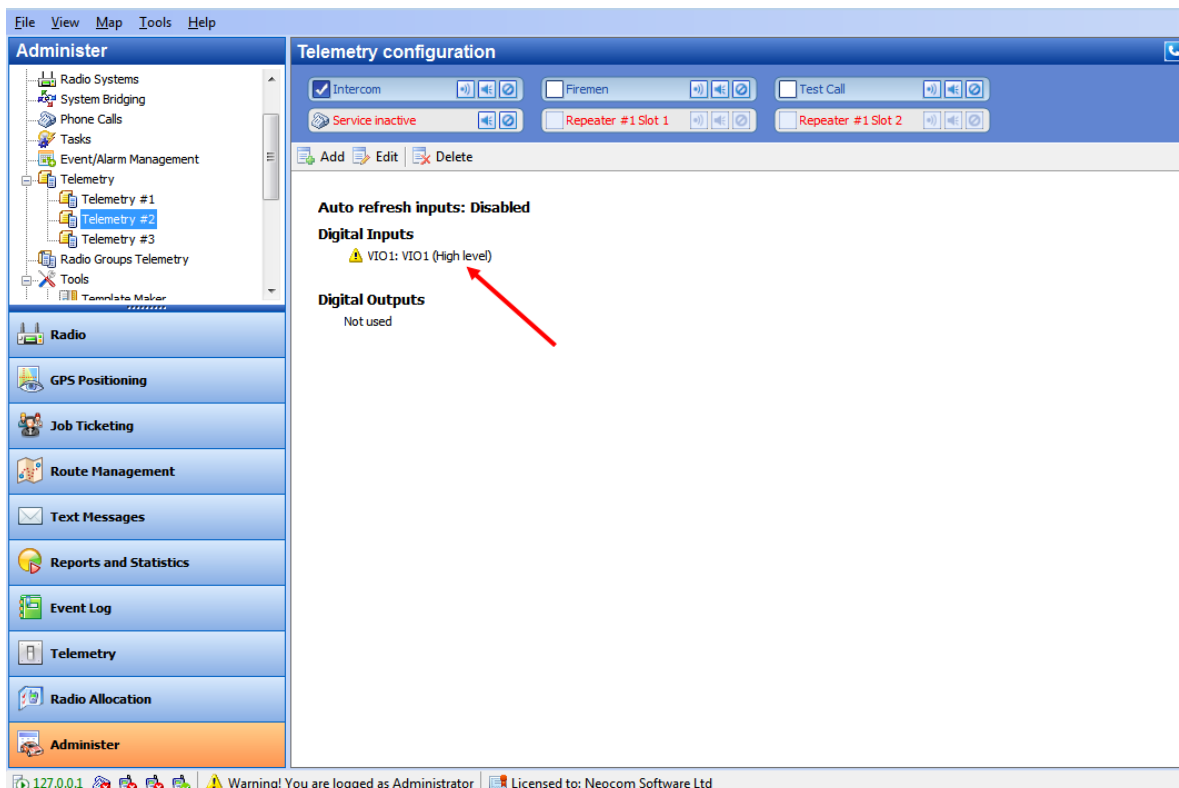 File View Map Tools Help
Administer
Radio Systems
System Bridging
Phone Calls
Tasks
Event/Alarm Management
Telemetry
Telemetry #1
Telemetry #2
Telemetry #3
Radio Groups Telemetry
Tools
Template Maker
Radio
GPS Positioning
Job Ticketing
Route Management
Text Messages
Reports and Statistics
Event Log
Telemetry
Radio Allocation
Administer
Telemetry configuration
Intercom Firemen Test Call
Service inactive Repeater #1 Slot 1 Repeater #1 Slot 2
Add Edit Delete
Auto refresh inputs: Disabled
Digital Inputs
VIO1: VIO1 (High level)
Digital Outputs
Not used
127.0.0.1 Warning! You are logged as Administrator Licensed to: Neocom Software Ltd